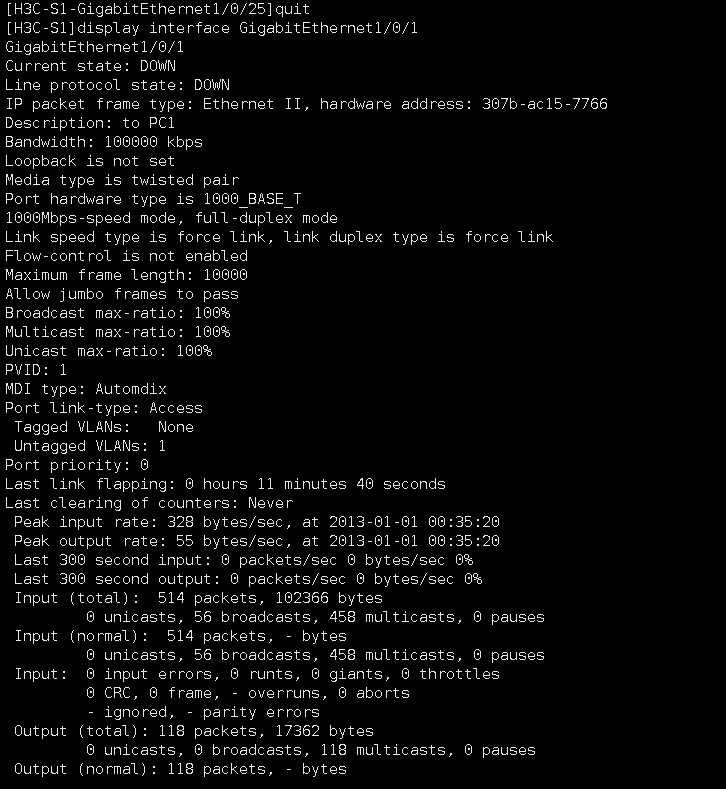 [H3C-S1-GigabitEthernet1/0/25]quit
[H3C-S1]display interface GigabitEthernet1/0/1
GigabitEthernet1/0/1
Current state: DOWN
Line protocol state: DOWN
IP packet frame type: Ethernet II, hardware address: 307b-ac15-7766
Description: to PC1
Bandwidth: 100000 kbps
Loopback is not set
Media type is twisted pair
Port hardware type is 1000_BASE_T
1000Mbps-speed mode, full-duplex mode
Link speed type is force link, link duplex type is force link
Flow-control is not enabled
Maximum frame length: 10000
Allow jumbo frames to pass
Broadcast max-ratio: 100%
Multicast max-ratio: 100%
Unicast max-ratio: 100%
PVID: 1
MDI type: Automdix
Port link-type: Access
 Tagged VLANs:   None
 Untagged VLANs: 1
Port priority: 0
Last link flapping: 0 hours 11 minutes 40 seconds
Last clearing of counters: Never
 Peak input rate: 328 bytes/sec, at 2013-01-01 00:35:20
 Peak output rate: 55 bytes/sec, at 2013-01-01 00:35:20
 Last 300 second input: 0 packets/sec 0 bytes/sec 0%
 Last 300 second output: 0 packets/sec 0 bytes/sec 0%
 Input (total):  514 packets, 102366 bytes
         0 unicasts, 56 broadcasts, 458 multicasts, 0 pauses
 Input (normal):  514 packets, - bytes
         0 unicasts, 56 broadcasts, 458 multicasts, 0 pauses
 Input:  0 input errors, 0 runts, 0 giants, 0 throttles
         0 CRC, 0 frame, - overruns, 0 aborts
         - ignored, - parity errors
 Output (total): 118 packets, 17362 bytes
         0 unicasts, 0 broadcasts, 118 multicasts, 0 pauses
 Output (normal): 118 packets, - bytes